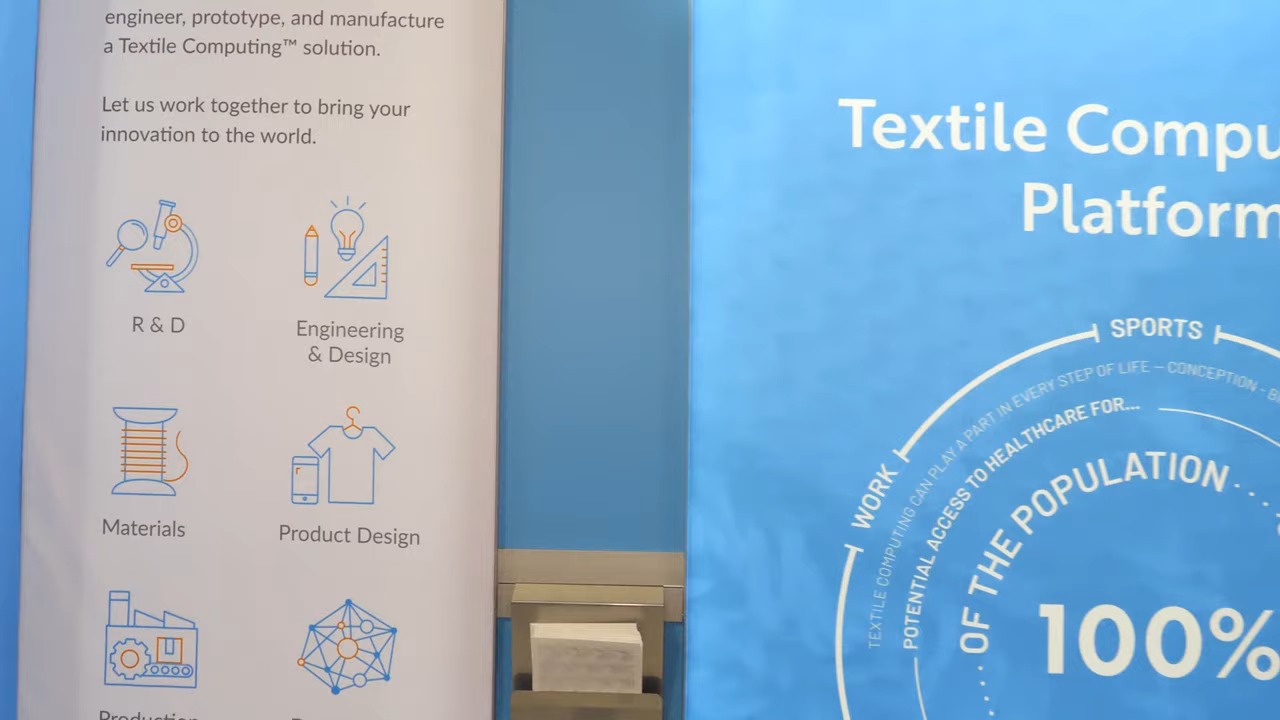 engineer, prototype, and manufacture
a Textile Computing™ solution.
Let us work together to bring your
innovation to the world.
R & D
Engineering
& Design
Materials
Product Design
Production
Textile Compu
Platform
SPORTS
WORK
TEXTILE COMPUTING CAN PLAY A PART IN EVERY STEP OF LIFE – CONCEPTION -
POTENTIAL ACCESS TO HEALTHCARE FOR...
OF THE POPULATION
100%